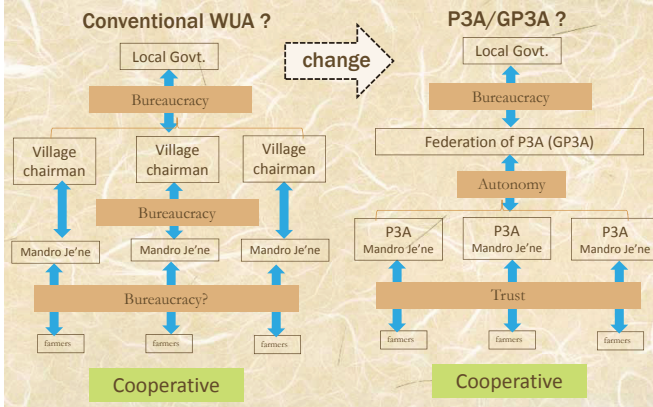 Conventional WUA ?
Local Govt.
Bureaucracy
Village
chairman
Village
chairman
Village
chairman
Bureaucracy
Mandro Je'ne
Mandro Je'ne
Mandro Je'ne
Bureaucracy?
farmers
farmers
farmers
Cooperative
change
P3A/GP3A ?
Local Govt.
Bureaucracy
Federation of P3A (GP3A)
Autonomy
P3A
Mandro Je'ne
P3A
Mandro Je'ne
P3A
Mandro Je'ne
Trust
farmers
farmers
farmers
Cooperative